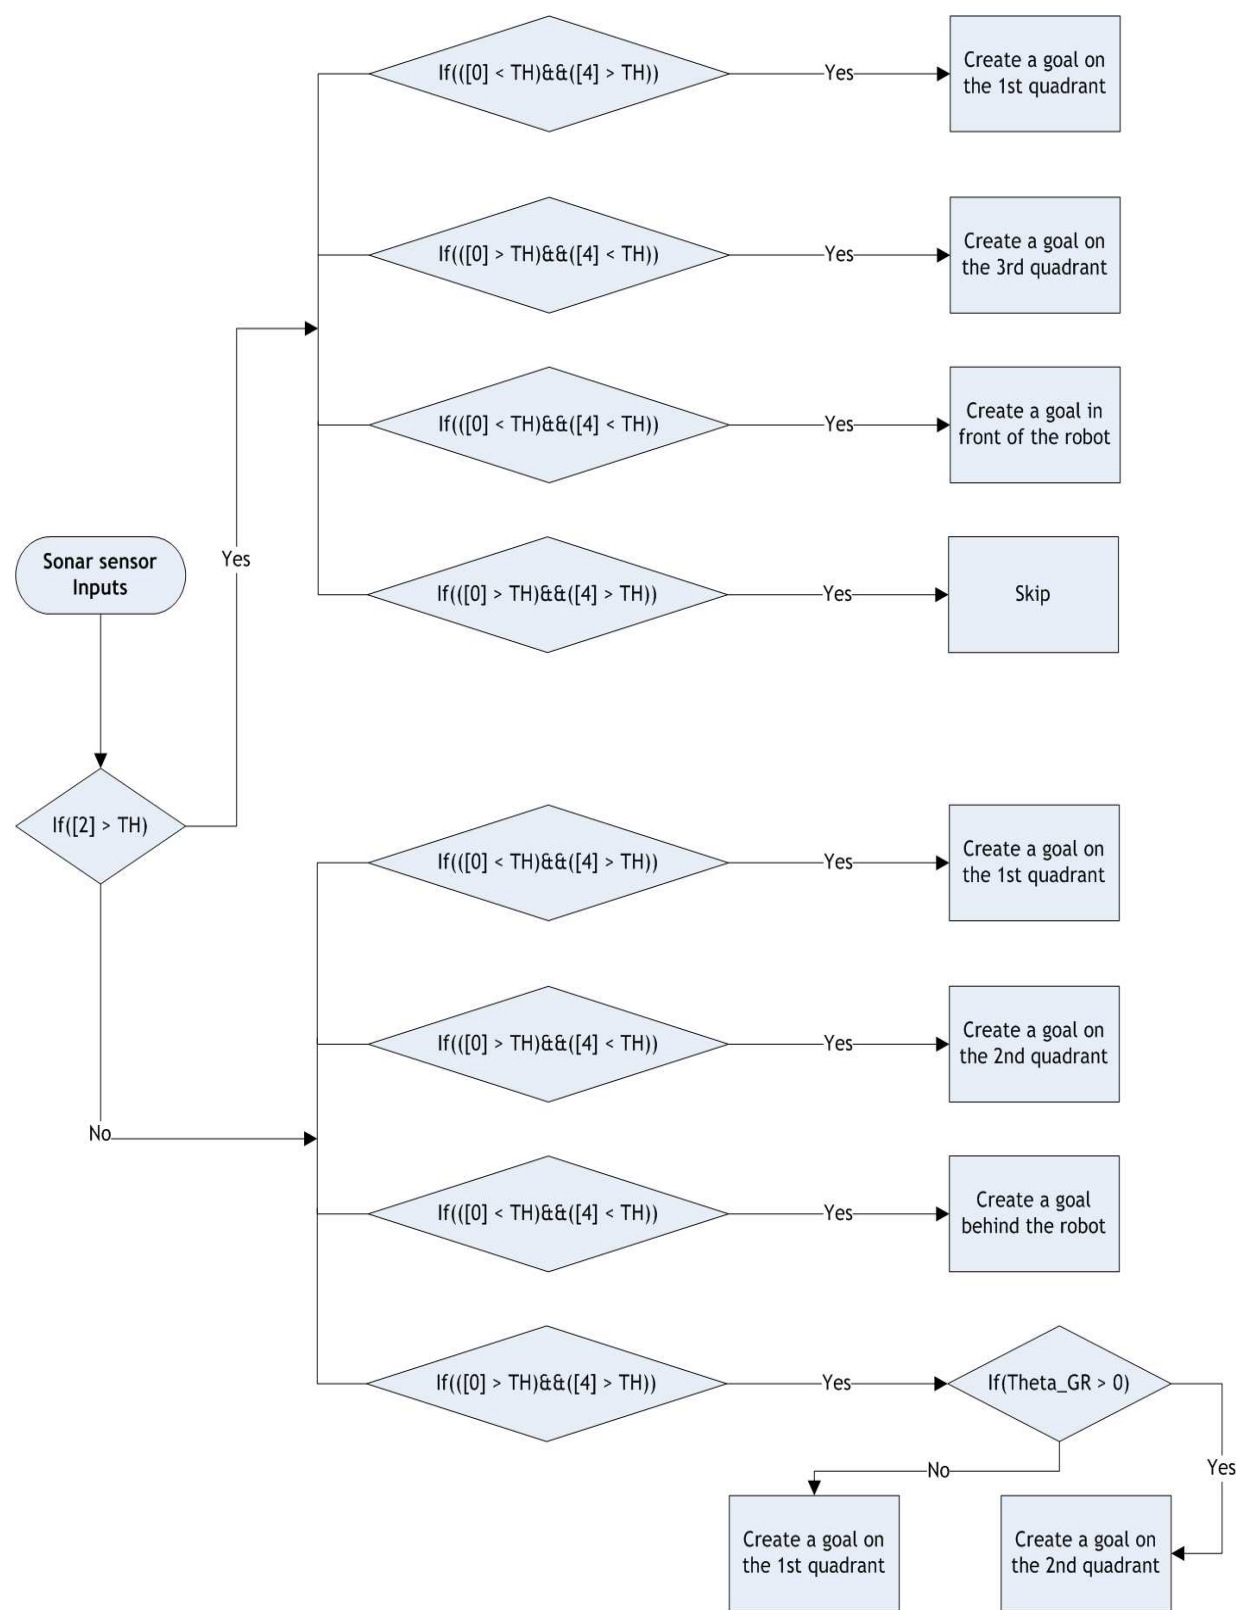 If(([0] < TH)&&([4] > TH))
Yes
Create a goal on
the 1st quadrant
If(([0] > TH)&&([4] < TH))
Yes
Create a goal on
the 3rd quadrant
If(([0] < TH)&&([4] < TH))
Yes
Create a goal in
front of the robot
Sonar sensor
Inputs
Yes
If(([0] > TH)&&([4] > TH))
Yes
Skip
If([2] > TH)
If(([0] < TH)&&([4] > TH))
Yes
Create a goal on
the 1st quadrant
If(([0] > TH)&&([4] < TH))
Yes
Create a goal on
the 2nd quadrant
No
If(([0] < TH)&&([4] < TH))
Yes
Create a goal
behind the robot
If(([0] > TH)&&([4] > TH))
Yes
If(Theta_GR > 0)
No
Yes
Create a goal on
the 1st quadrant
Create a goal on
the 2nd quadrant